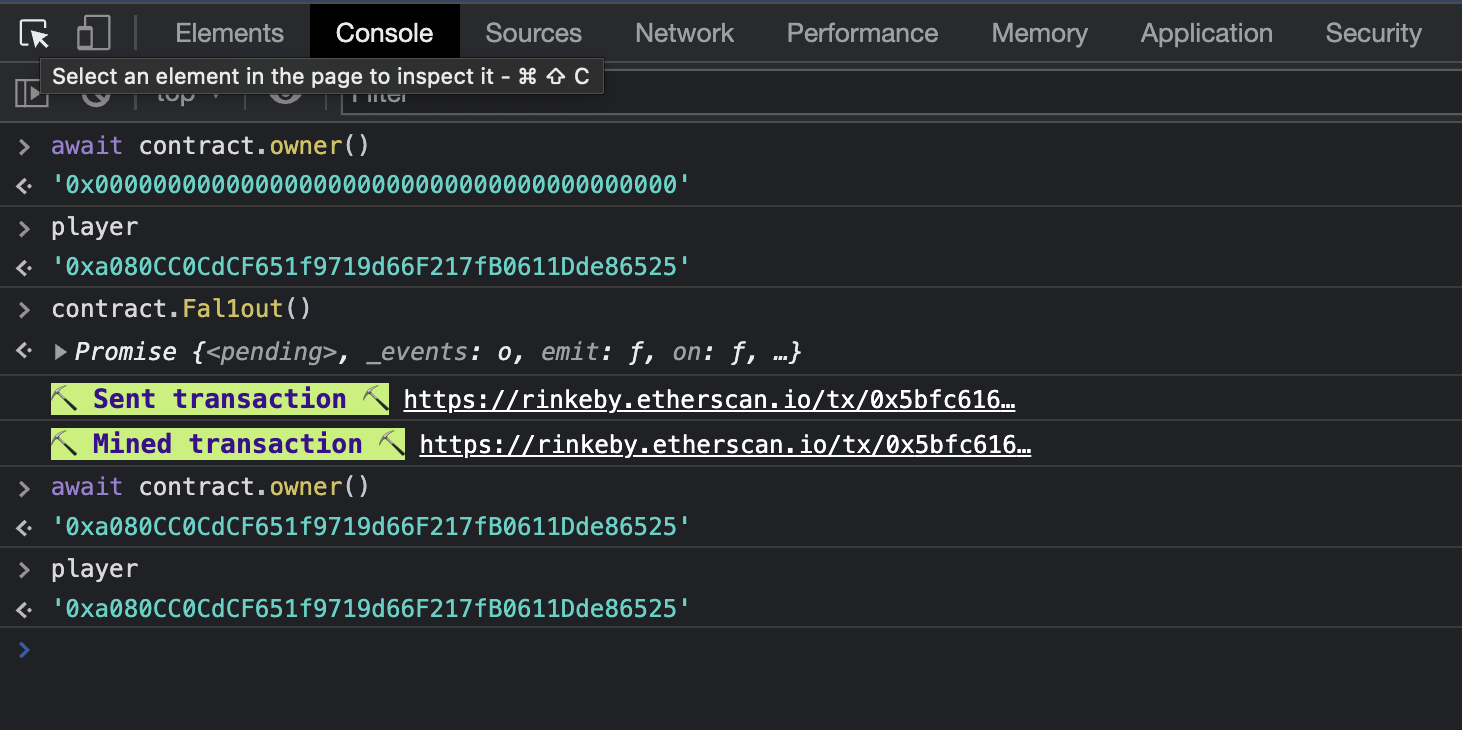 Elements Console Sources Network Performance Memory Application Security
Select an element in the page to inspect it - ⌘ ⇧ C
top Filter
> await contract.owner()
<· '0x0000000000000000000000000000000000000000'
> player
<· '0xa080CC0CdCF651f9719d66F217fB0611Dde86525'
> contract.Fal1out()
<· ▶ Promise {<pending>, _events: o, emit: ƒ, on: ƒ, …}
⛏ Sent transaction ⛏ https://rinkeby.etherscan.io/tx/0x5bfc616…
⛏ Mined transaction ⛏ https://rinkeby.etherscan.io/tx/0x5bfc616…
> await contract.owner()
<· '0xa080CC0CdCF651f9719d66F217fB0611Dde86525'
> player
<· '0xa080CC0CdCF651f9719d66F217fB0611Dde86525'
>